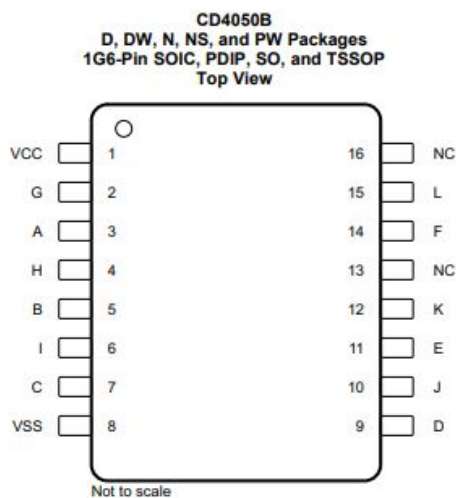 CD4050B
D, DW, N, NS, and PW Packages
1G6-Pin SOIC, PDIP, SO, and TSSOP
Top View
VCC 1 16 NC
G 2 15 L
A 3 14 F
H 4 13 NC
B 5 12 K
I 6 11 E
C 7 10 J
VSS 8 9 D
Not to scale